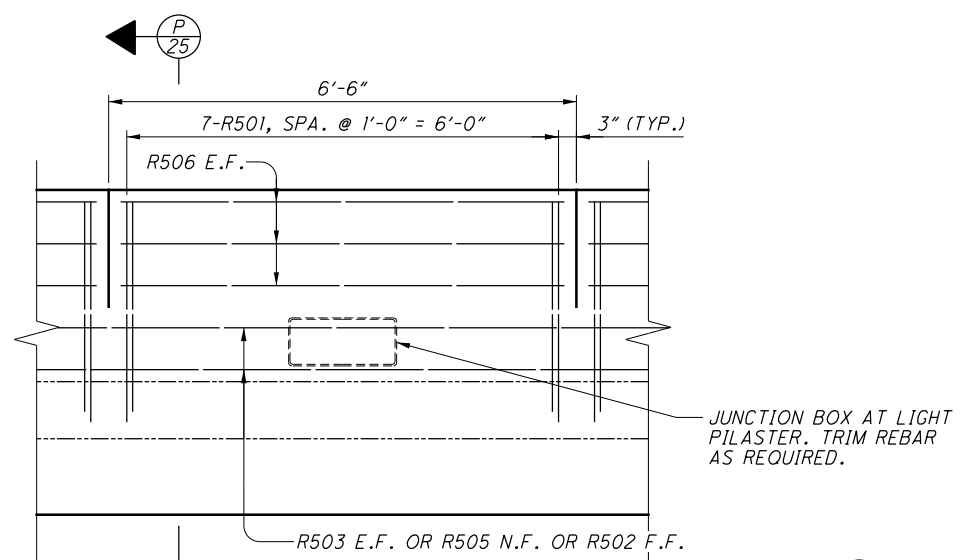 P
25
6'-6"
7-R501, SPA. @ 1'-0" = 6'-0"
3" (TYP.)
R506 E.F.
JUNCTION BOX AT LIGHT
PILASTER. TRIM REBAR
AS REQUIRED.
R503 E.F. OR R505 N.F. OR R502 F.F.